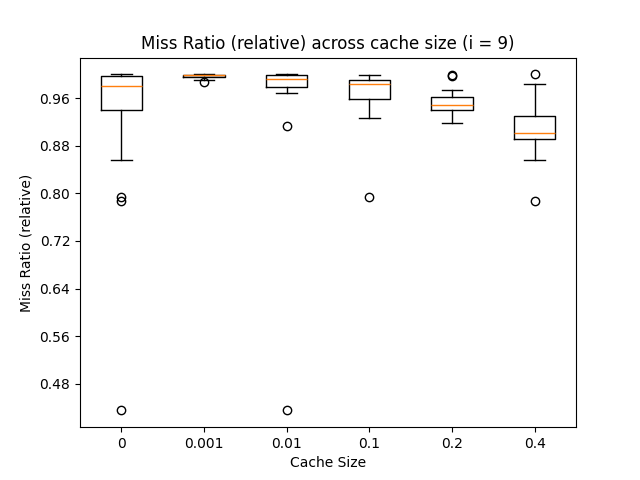 Miss Ratio (relative) across cache size (i = 9)
Miss Ratio (relative)
0.96
0.88
0.80
0.72
0.64
0.56
0.48
0 0.001 0.01 0.1 0.2 0.4
Cache Size